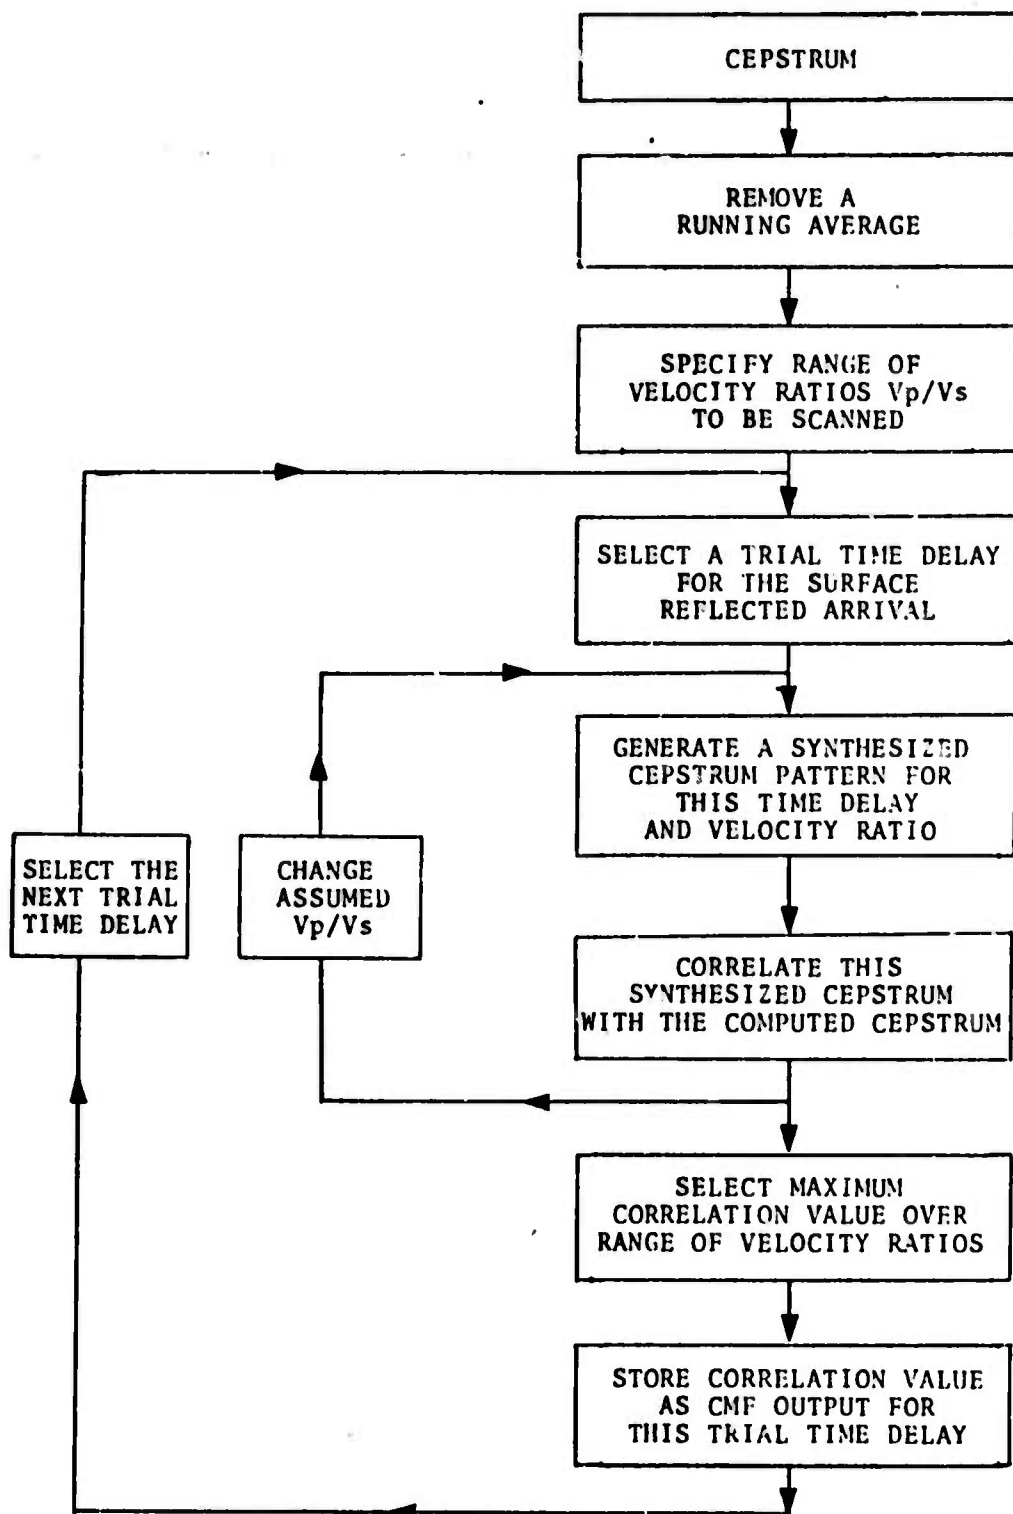 CEPSTRUM
REMOVE A
RUNNING AVERAGE
SPECIFY RANGE OF
VELOCITY RATIOS Vp/Vs
TO BE SCANNED
SELECT A TRIAL TIME DELAY
FOR THE SURFACE
REFLECTED ARRIVAL
GENERATE A SYNTHESIZED
CEPSTRUM PATTERN FOR
THIS TIME DELAY
AND VELOCITY RATIO
SELECT THE
NEXT TRIAL
TIME DELAY
CHANGE
ASSUMED
Vp/Vs
CORRELATE THIS
SYNTHESIZED CEPSTRUM
WITH THE COMPUTED CEPSTRUM
SELECT MAXIMUM
CORRELATION VALUE OVER
RANGE OF VELOCITY RATIOS
STORE CORRELATION VALUE
AS CMF OUTPUT FOR
THIS TRIAL TIME DELAY